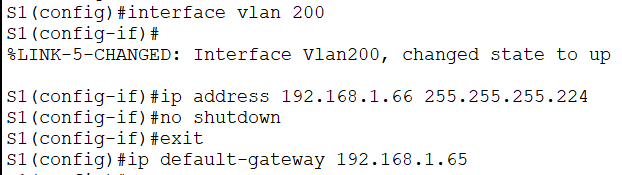 S1(config)#interface vlan 200
S1(config-if)#
%LINK-5-CHANGED: Interface Vlan200, changed state to up
S1(config-if)#ip address 192.168.1.66 255.255.255.224
S1(config-if)#no shutdown
S1(config-if)#exit
S1(config)#ip default-gateway 192.168.1.65